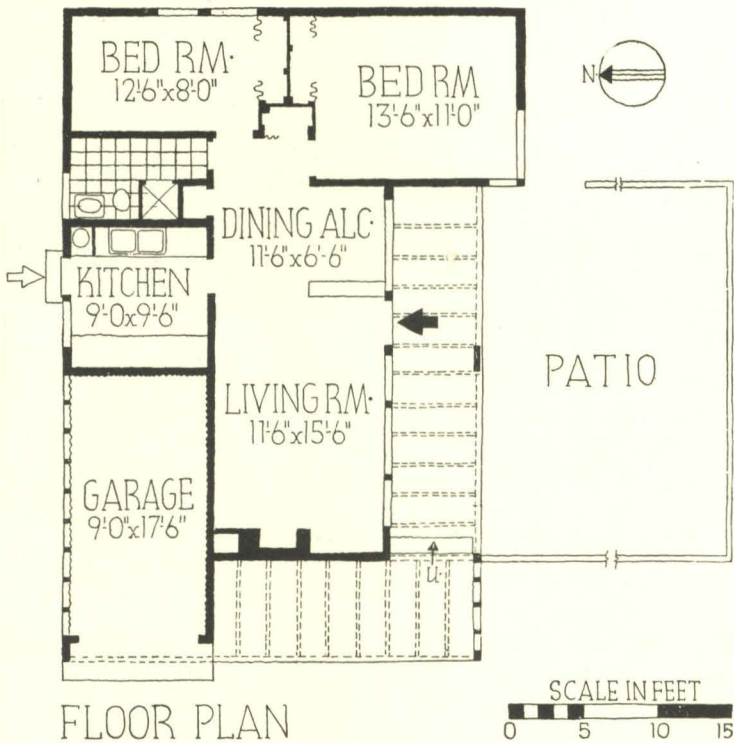 BED RM·
12'-6"x8'-0"
BED RM
13'-6"x11'-0"
N
DINING ALC·
11'-6"x6'-6"
KITCHEN
9'-0x9'-6"
LIVING RM·
11'-6"x15'-6"
PATIO
GARAGE
9'-0"x17'-6"
U
FLOOR PLAN
SCALE IN FEET
0 5 10 15